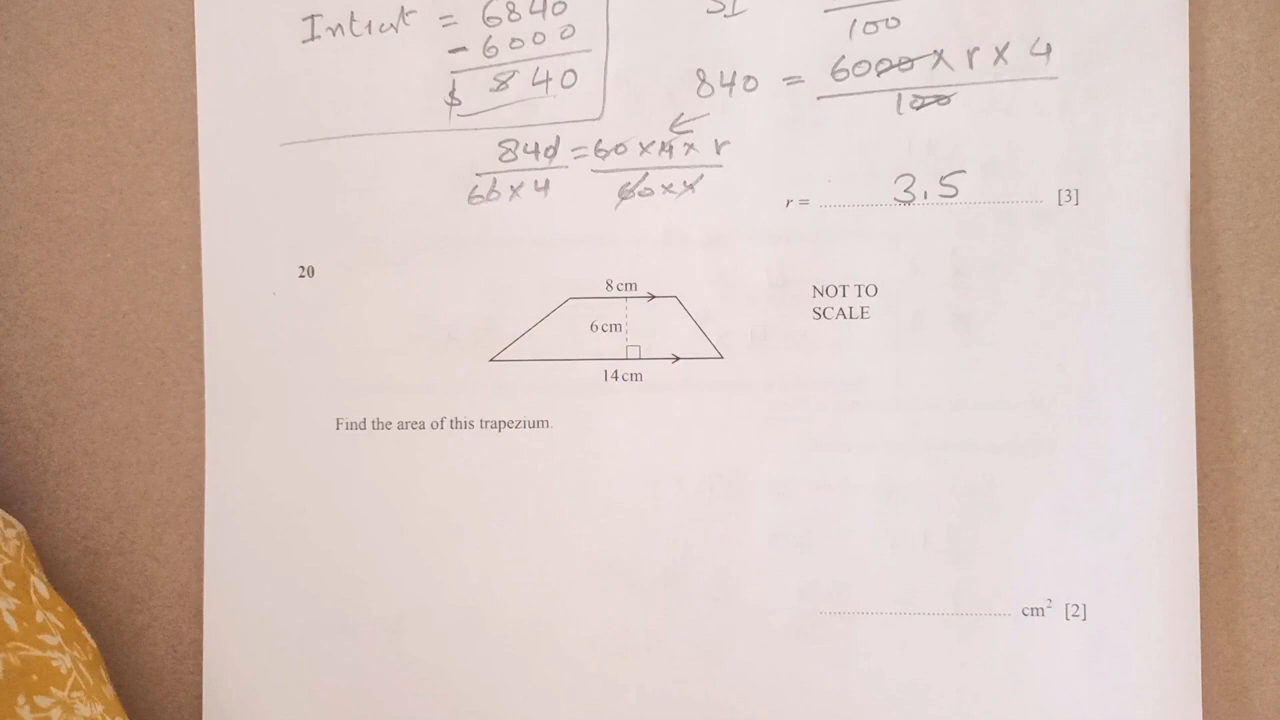 Intrest = 6840
- 6000
$ 840
SI
100
840 = 6000 x r x 4
100
840 = 60 x 4 x r
60 x 4 60 x 4
r = 3.5 [3]
20
8 cm
6 cm
14 cm
NOT TO
SCALE
Find the area of this trapezium.
cm² [2]